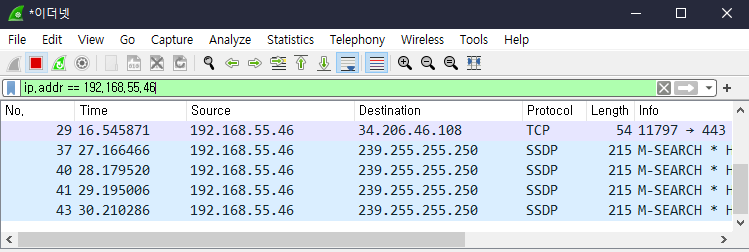 *이더넷
File Edit View Go Capture Analyze Statistics Telephony Wireless Tools Help
ip.addr == 192.168.55.46
No. Time Source Destination Protocol Length Info
29 16.545871 192.168.55.46 34.206.46.108 TCP 54 11797 → 443
37 27.166466 192.168.55.46 239.255.255.250 SSDP 215 M-SEARCH * H
40 28.179520 192.168.55.46 239.255.255.250 SSDP 215 M-SEARCH * H
41 29.195006 192.168.55.46 239.255.255.250 SSDP 215 M-SEARCH * H
43 30.210286 192.168.55.46 239.255.255.250 SSDP 215 M-SEARCH * H